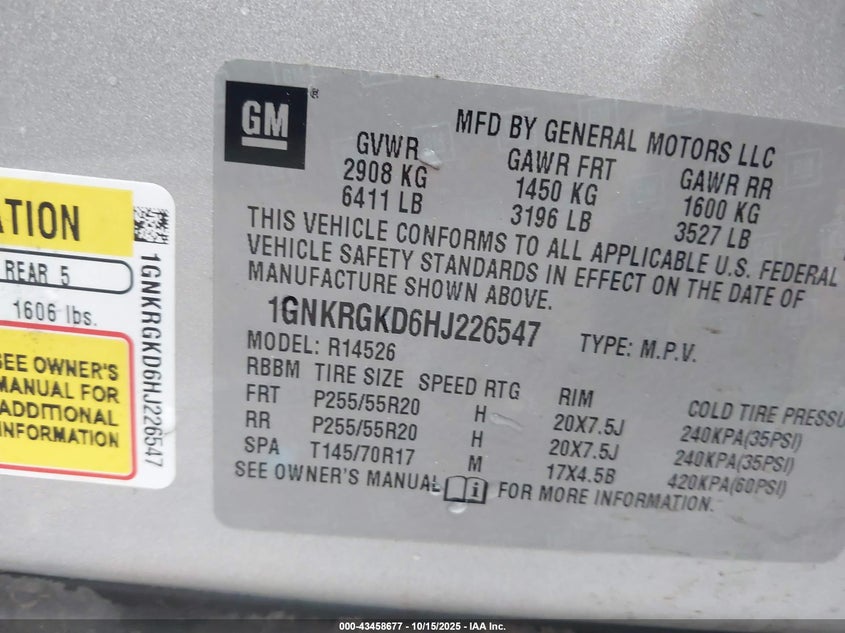 GM ®
MFD BY GENERAL MOTORS LLC
GVWR GAWR FRT GAWR RR
2908 KG 1450 KG 1600 KG
6411 LB 3196 LB 3527 LB
THIS VEHICLE CONFORMS TO ALL APPLICABLE U.S. FEDERAL
VEHICLE SAFETY STANDARDS IN EFFECT ON THE DATE OF
MANUFACTURE SHOWN ABOVE.
1GNKRGKD6HJ226547 TYPE: M.P.V.
MODEL: R14526
RBBM TIRE SIZE SPEED RTG RIM COLD TIRE PRESSU
FRT P255/55R20 H 20X7.5J 240KPA(35PSI)
RR P255/55R20 H 20X7.5J 240KPA(35PSI)
SPA T145/70R17 M 17X4.5B 420KPA(60PSI)
SEE OWNER'S MANUAL i FOR MORE INFORMATION.
ATION
REAR 5
1606 lbs.
SEE OWNER'S
MANUAL FOR
ADDITIONAL
INFORMATION
1GNKRGKD6HJ226547
000-43458677 - 10/15/2025 - IAA Inc.